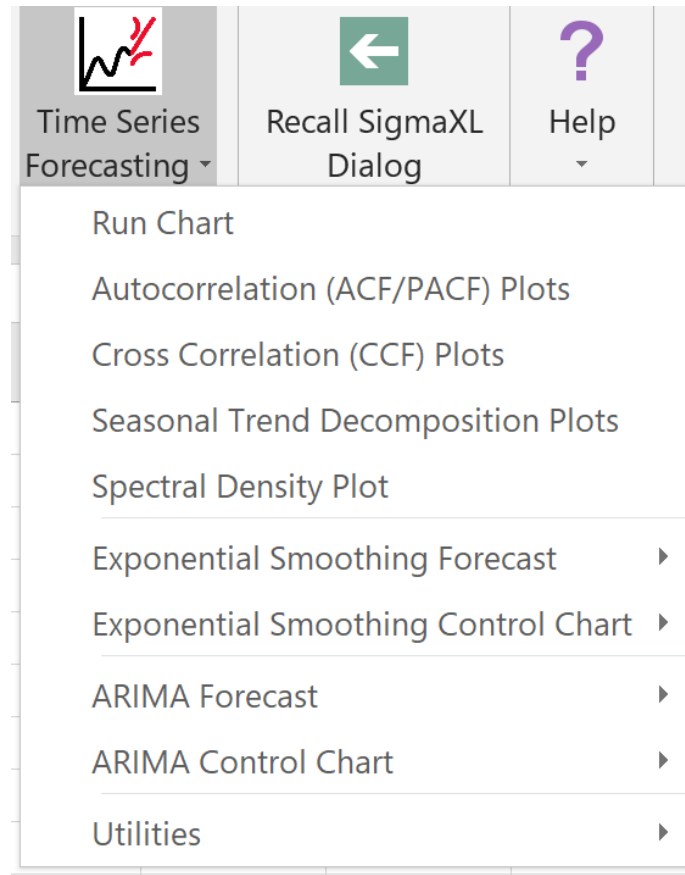 Time Series
Forecasting
Recall SigmaXL
Dialog
Help
?
Run Chart
Autocorrelation (ACF/PACF) Plots
Cross Correlation (CCF) Plots
Seasonal Trend Decomposition Plots
Spectral Density Plot
Exponential Smoothing Forecast
Exponential Smoothing Control Chart
ARIMA Forecast
ARIMA Control Chart
Utilities